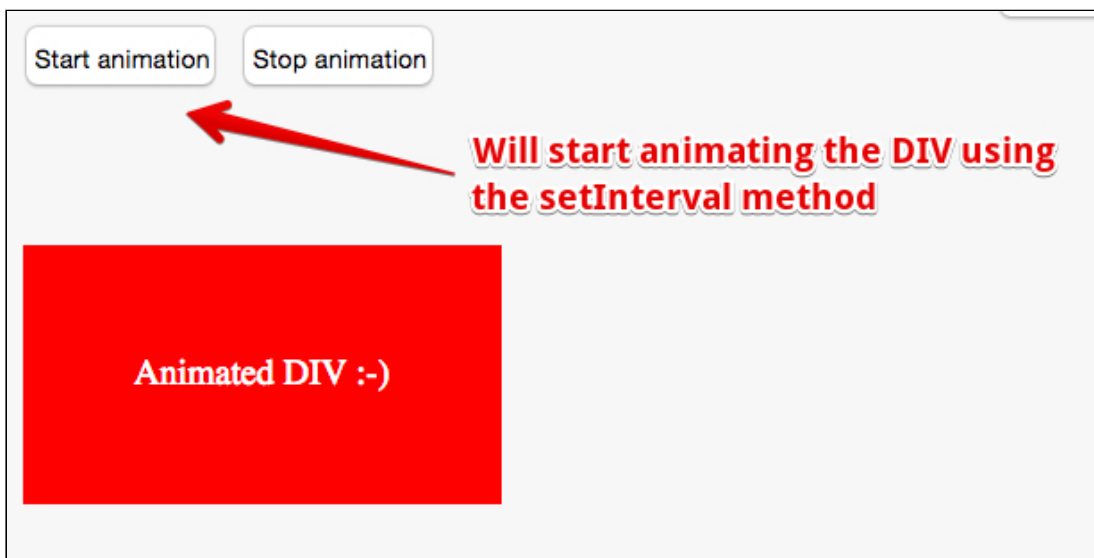 Start animation
Stop animation
Will start animating the DIV using
the setInterval method
Animated DIV :-)